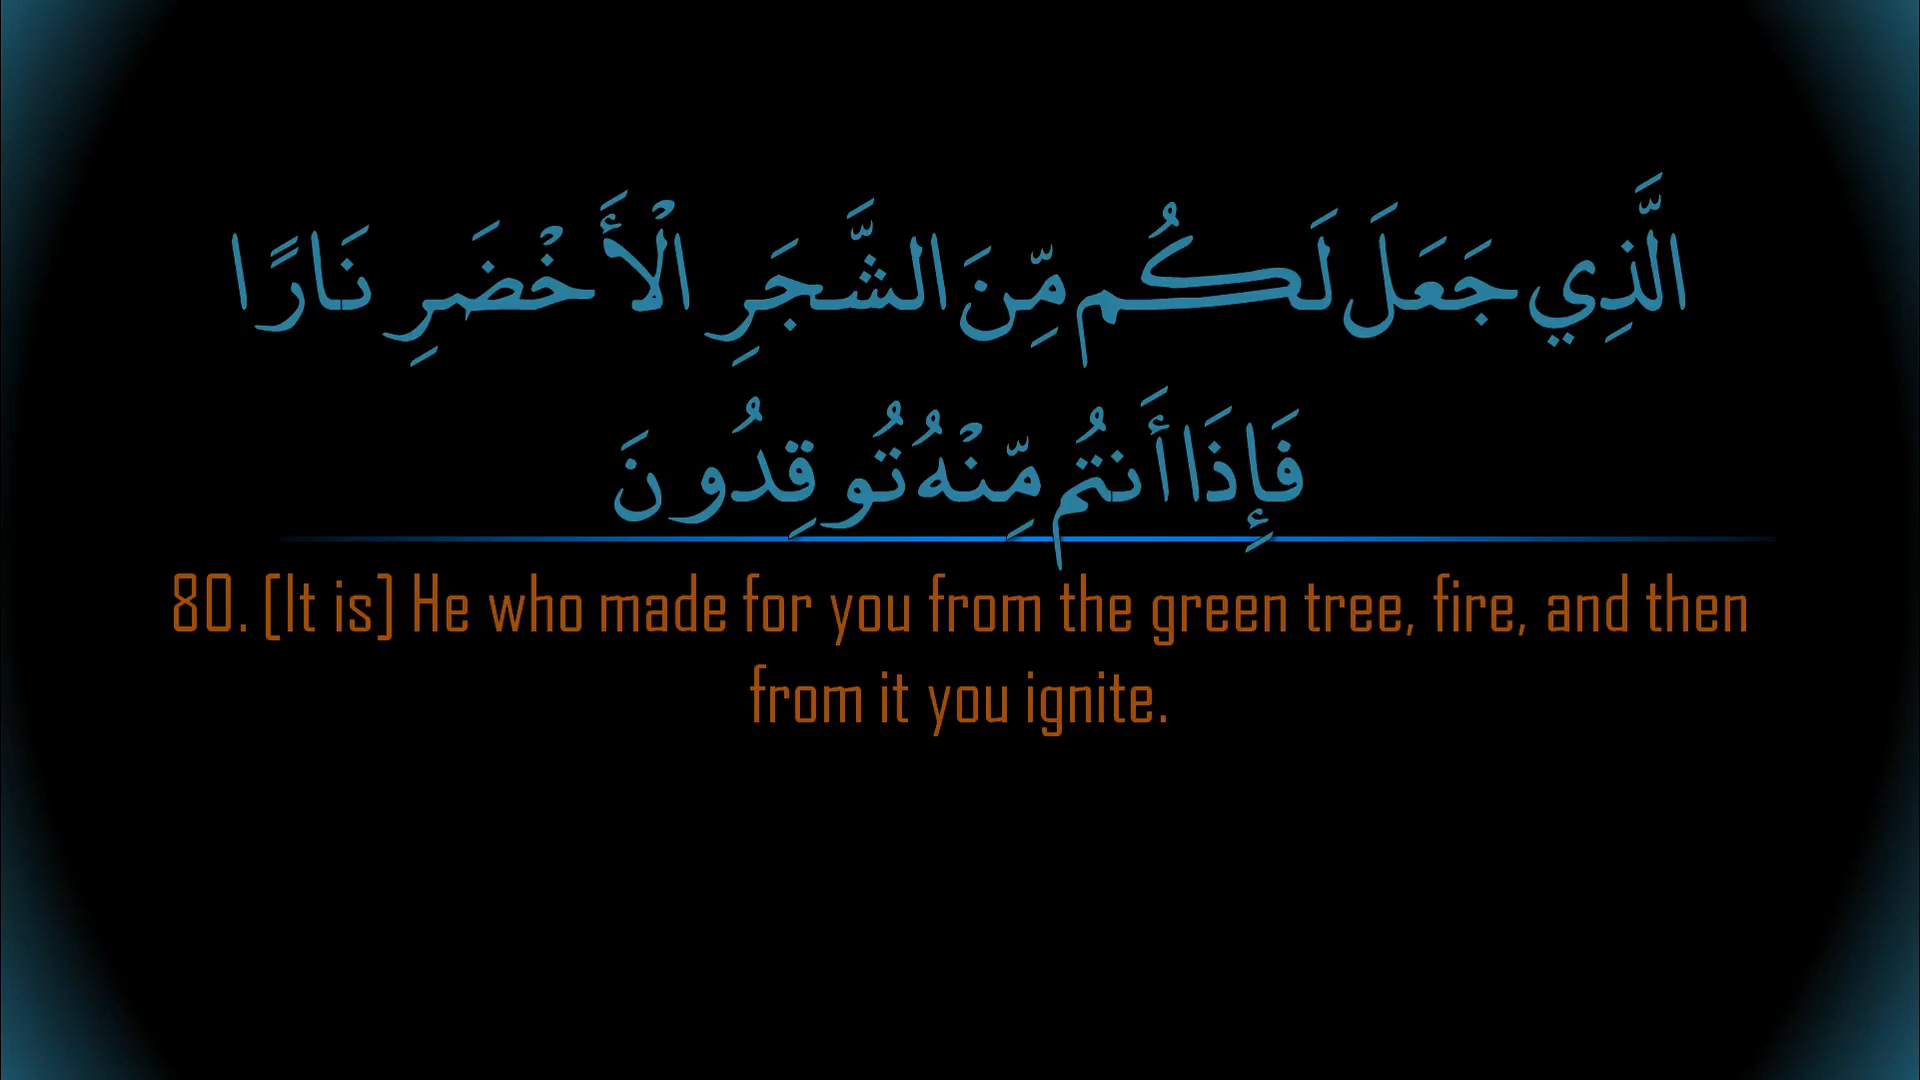 الَّذِي جَعَلَ لَكُم مِّنَ الشَّجَرِ الْأَخْضَرِ نَارًا
فَإِذَا أَنتُم مِّنْهُ تُوقِدُونَ
80. [It is] He who made for you from the green tree, fire, and then
from it you ignite.